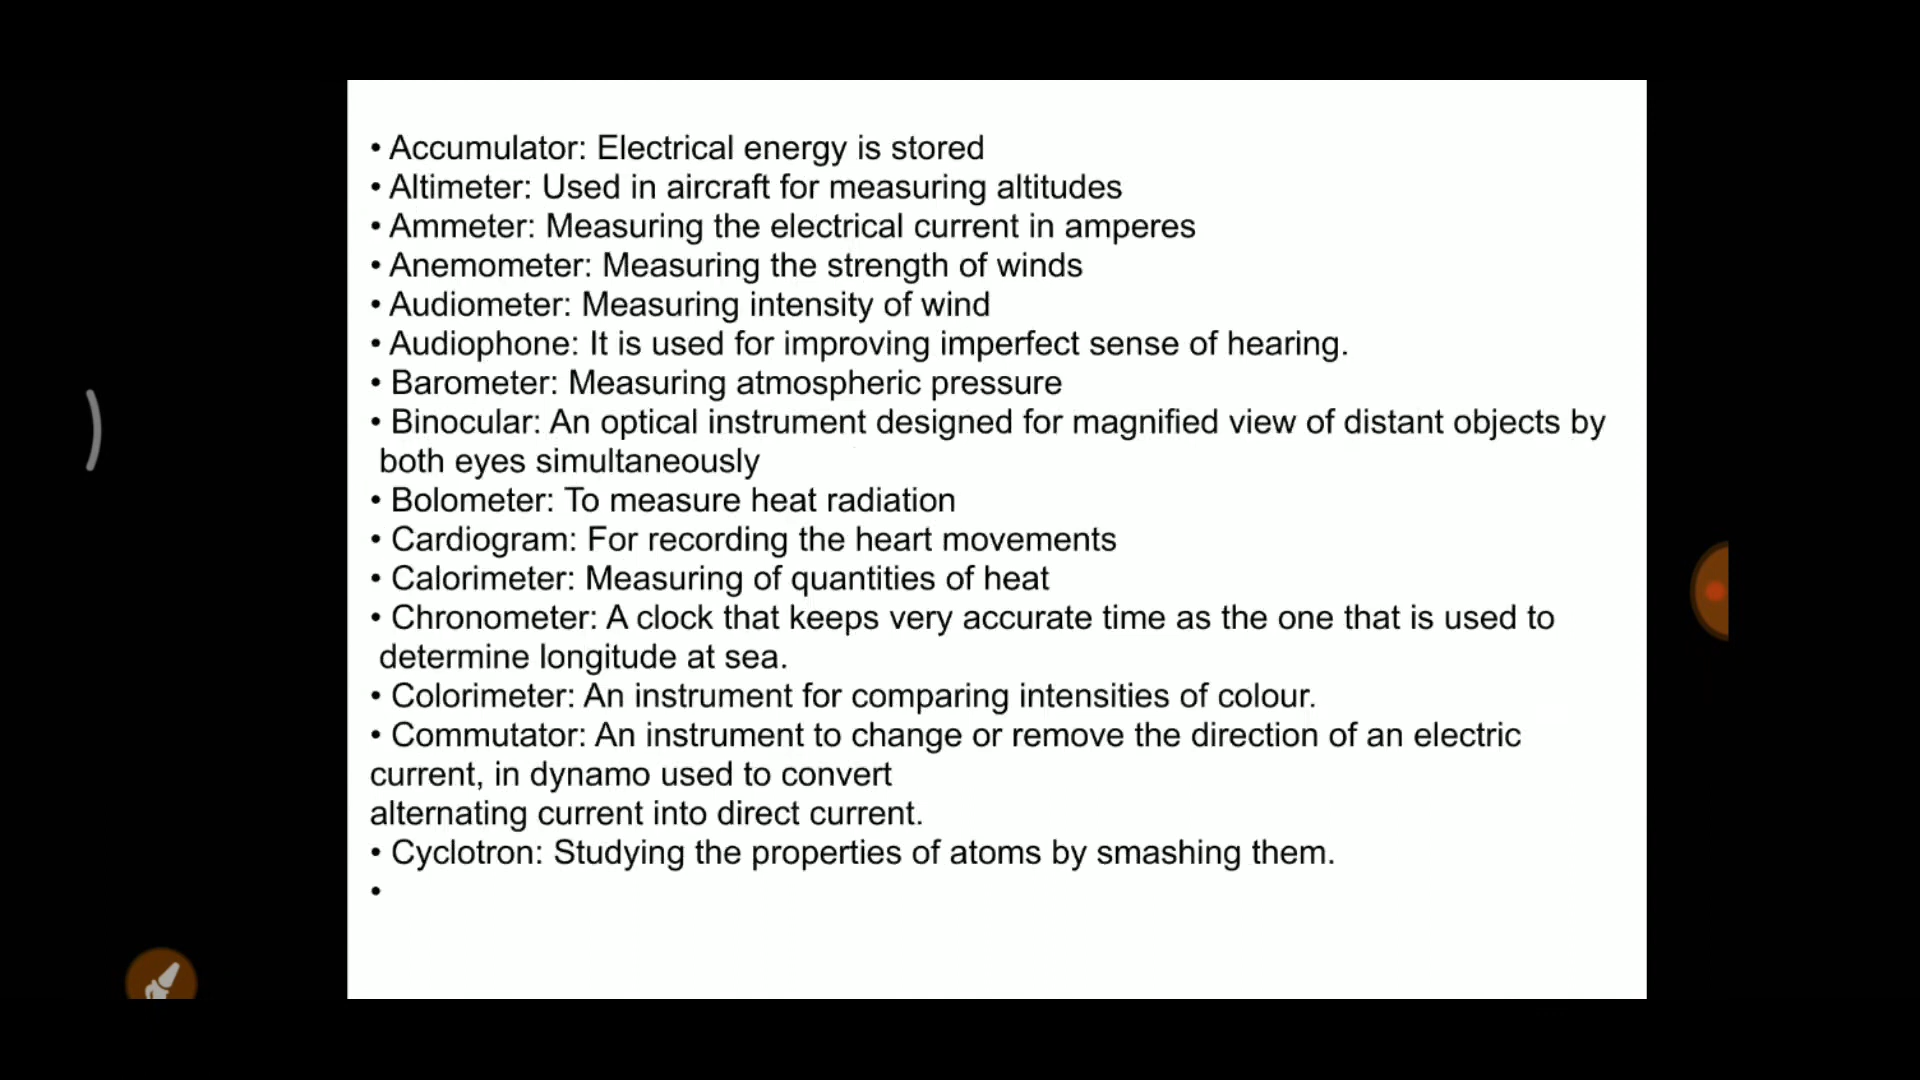 • Accumulator: Electrical energy is stored
• Altimeter: Used in aircraft for measuring altitudes
• Ammeter: Measuring the electrical current in amperes
• Anemometer: Measuring the strength of winds
• Audiometer: Measuring intensity of wind
• Audiophone: It is used for improving imperfect sense of hearing.
• Barometer: Measuring atmospheric pressure
• Binocular: An optical instrument designed for magnified view of distant objects by
both eyes simultaneously
• Bolometer: To measure heat radiation
• Cardiogram: For recording the heart movements
• Calorimeter: Measuring of quantities of heat
• Chronometer: A clock that keeps very accurate time as the one that is used to
determine longitude at sea.
• Colorimeter: An instrument for comparing intensities of colour.
• Commutator: An instrument to change or remove the direction of an electric
current, in dynamo used to convert
alternating current into direct current.
• Cyclotron: Studying the properties of atoms by smashing them.
•